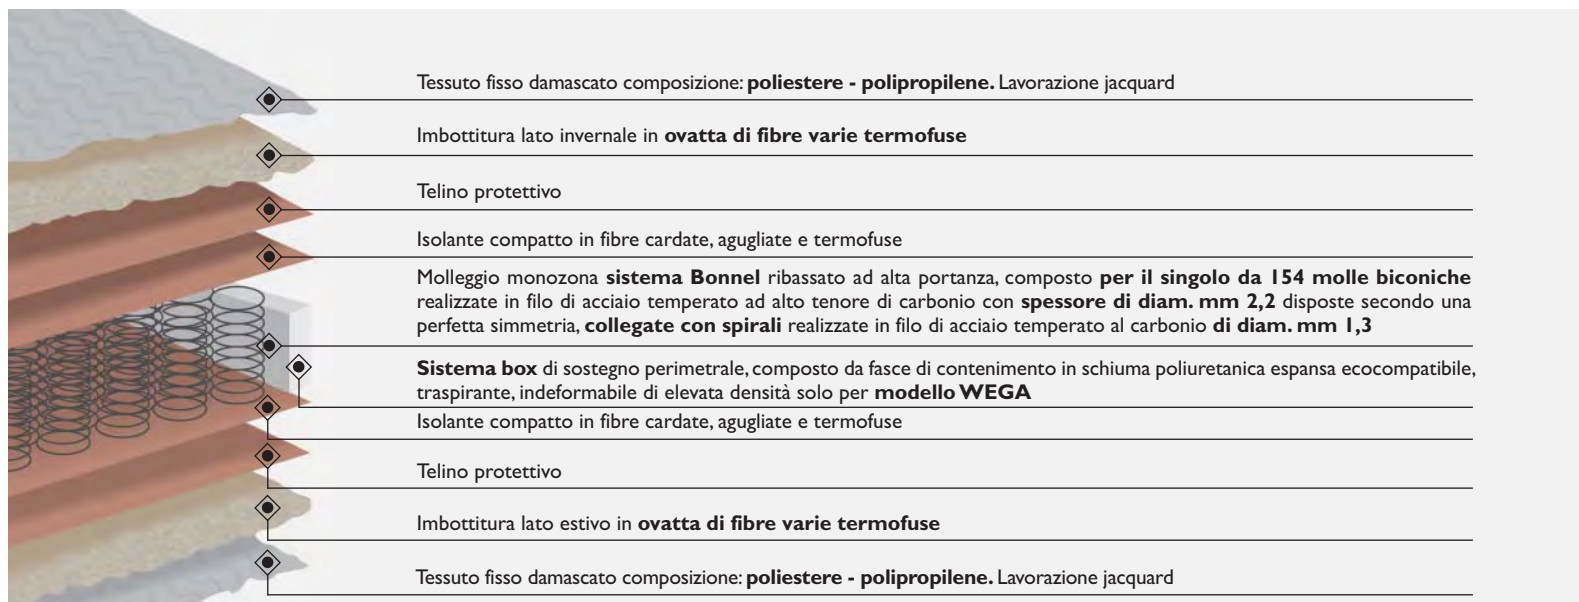 Tessuto fisso damascato composizione: poliestere - polipropilene. Lavorazione jacquard
Imbottitura lato invernale in ovatta di fibre varie termofuse
Telino protettivo
Isolante compatto in fibre cardate, agugliate e termofuse
Molleggio monozona sistema Bonnel ribassato ad alta portanza, composto per il singolo da 154 molle biconiche
realizzate in filo di acciaio temperato ad alto tenore di carbonio con spessore di diam. mm 2,2 disposte secondo una
perfetta simmetria, collegate con spirali realizzate in filo di acciaio temperato al carbonio di diam. mm 1,3
Sistema box di sostegno perimetrale, composto da fasce di contenimento in schiuma poliuretanica espansa ecocompatibile,
traspirante, indeformabile di elevata densità solo per modello WEGA
Isolante compatto in fibre cardate, agugliate e termofuse
Telino protettivo
Imbottitura lato estivo in ovatta di fibre varie termofuse
Tessuto fisso damascato composizione: poliestere - polipropilene. Lavorazione jacquard